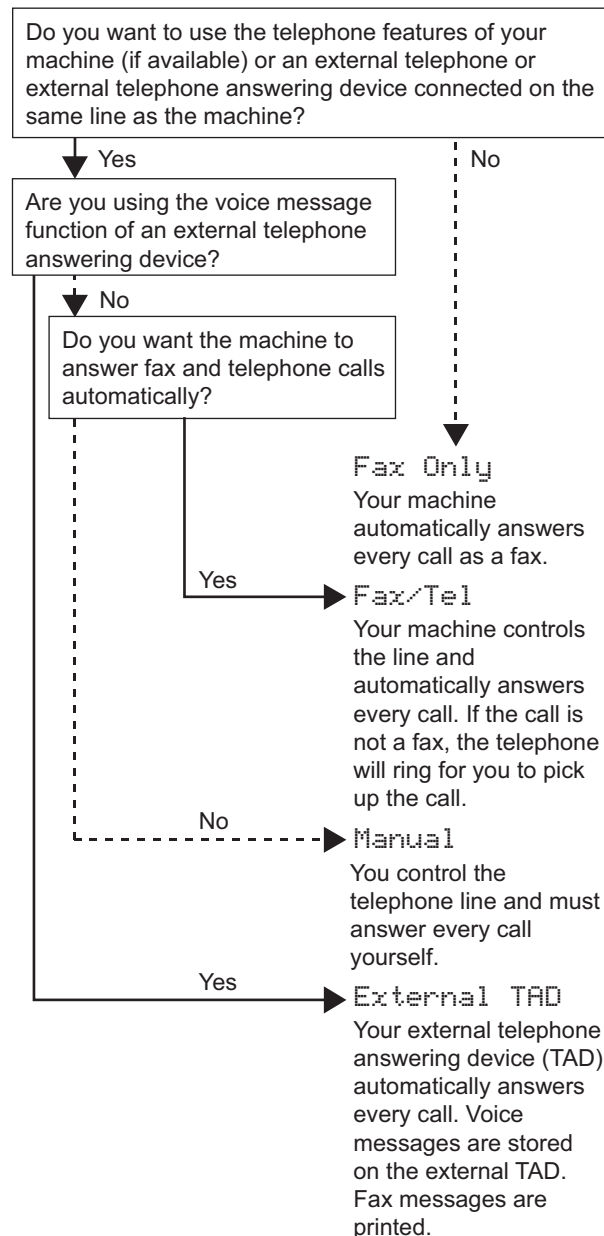 Do you want to use the telephone features of your
machine (if available) or an external telephone or
external telephone answering device connected on the
same line as the machine?
Yes
No
Are you using the voice message
function of an external telephone
answering device?
No
Do you want the machine to
answer fax and telephone calls
automatically?
Fax Only
Your machine
automatically answers
every call as a fax.
Yes
Fax/Tel
Your machine controls
the line and
automatically answers
every call. If the call is
not a fax, the telephone
will ring for you to pick
up the call.
No
Manual
You control the
telephone line and must
answer every call
yourself.
Yes
External TAD
Your external telephone
answering device (TAD)
automatically answers
every call. Voice
messages are stored
on the external TAD.
Fax messages are
printed.